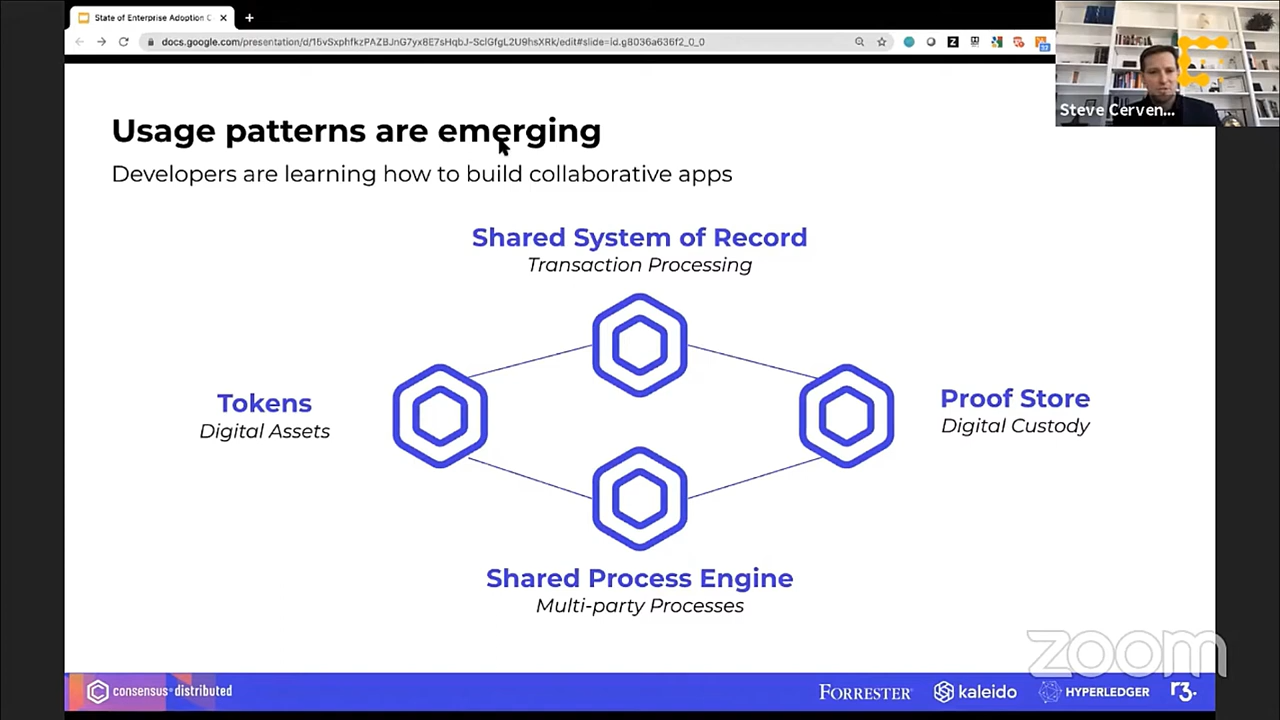 State of Enterprise Adoption C
docs.google.com/presentation/d/15vSxphfkzPAZBJnG7yx8E7sHqbJ-SclGfgL2U9hsXRk/edit#slide=id.g8036a636f2_0_0
Steve Cerven...
Usage patterns are emerging
Developers are learning how to build collaborative apps
Shared System of Record
Transaction Processing
Tokens
Digital Assets
Proof Store
Digital Custody
Shared Process Engine
Multi-party Processes
zoom
consensus distributed
FORRESTER
kaleido
HYPERLEDGER
r3.